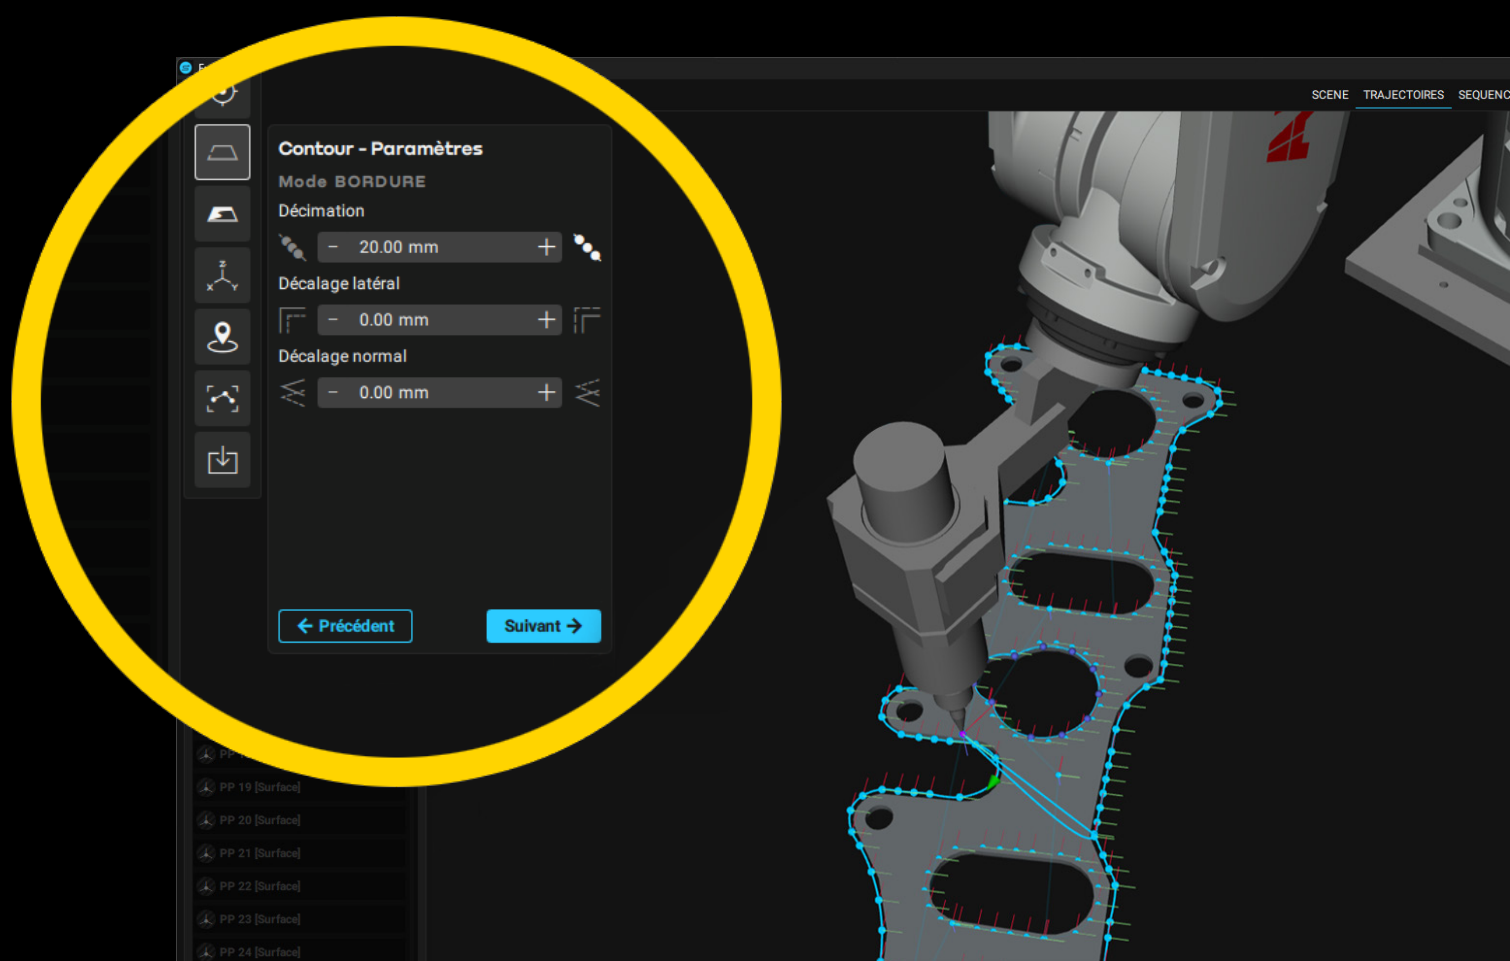 SCENE TRAJECTOIRES SEQUENC
Contour - Paramètres
Mode BORDURE
Décimation
− 20.00 mm +
Décalage latéral
− 0.00 mm +
Décalage normal
− 0.00 mm +
Z
X Y
← Précédent
Suivant →
PP
PP 19 [Surface]
PP 20 [Surface]
PP 21 [Surface]
PP 22 [Surface]
PP 23 [Surface]
PP 24 [Surface]